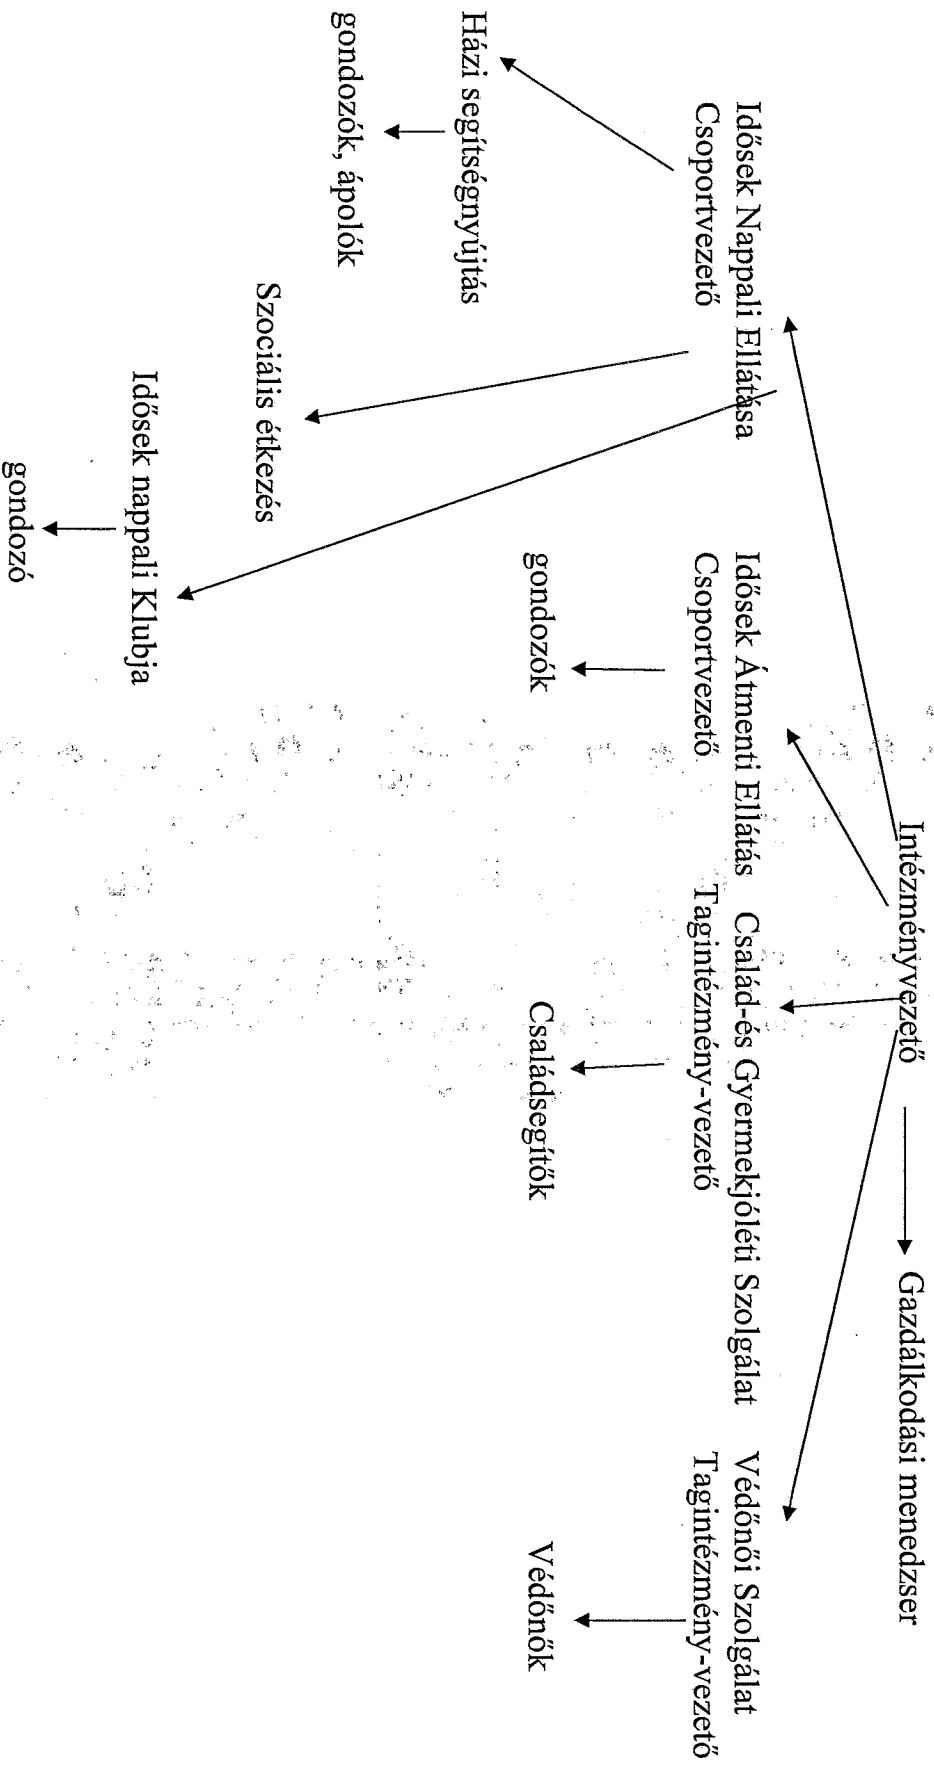 Intézményvezető
Gazdálkodási menedzser
Idősek Nappali Ellátása
Csoportvezető
Idősek Átmenti Ellátás
Csoportvezető
Család-és Gyermekjóléti Szolgálat
Tagintézmény-vezető
Védőnői Szolgálat
Tagintézmény-vezető
gondozók
Családsegítők
Védőnők
Házi segítségnyújtás
gondozók, ápolók
Szociális étkezés
Idősek nappali Klubja
gondozó